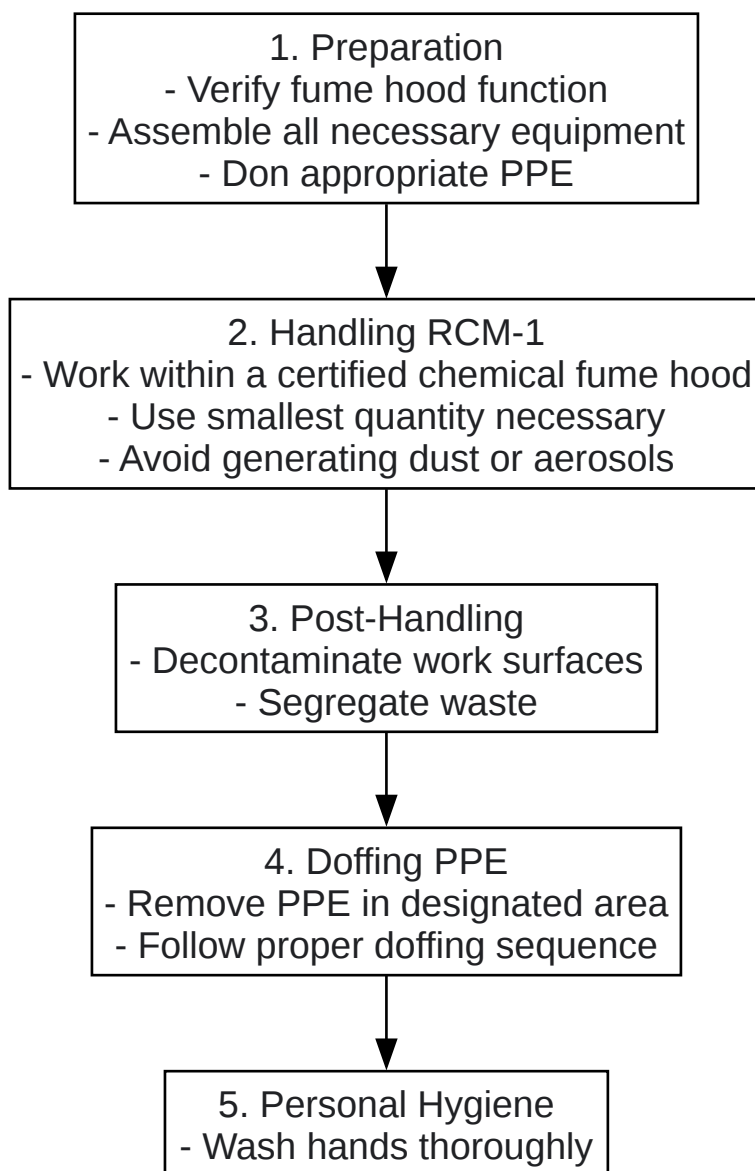 1. Preparation
- Verify fume hood function
- Assemble all necessary equipment
- Don appropriate PPE
2. Handling RCM-1
- Work within a certified chemical fume hood
- Use smallest quantity necessary
- Avoid generating dust or aerosols
3. Post-Handling
- Decontaminate work surfaces
- Segregate waste
4. Doffing PPE
- Remove PPE in designated area
- Follow proper doffing sequence
5. Personal Hygiene
- Wash hands thoroughly